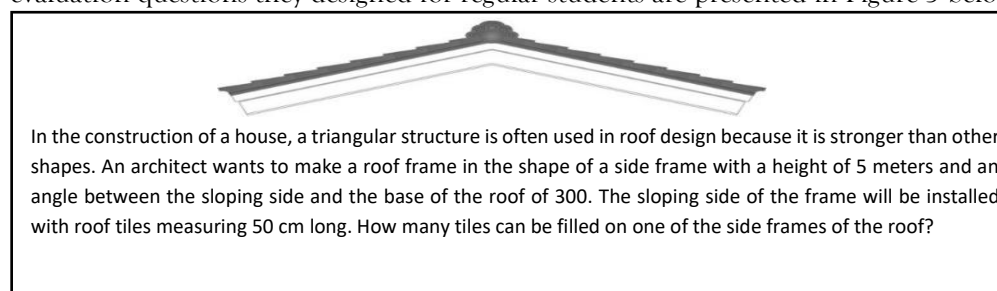 evaluation questions they designed for regular students are presented in Figure 3 below
In the construction of a house, a triangular structure is often used in roof design because it is stronger than other
shapes. An architect wants to make a roof frame in the shape of a side frame with a height of 5 meters and an
angle between the sloping side and the base of the roof of 300. The sloping side of the frame will be installed
with roof tiles measuring 50 cm long. How many tiles can be filled on one of the side frames of the roof?